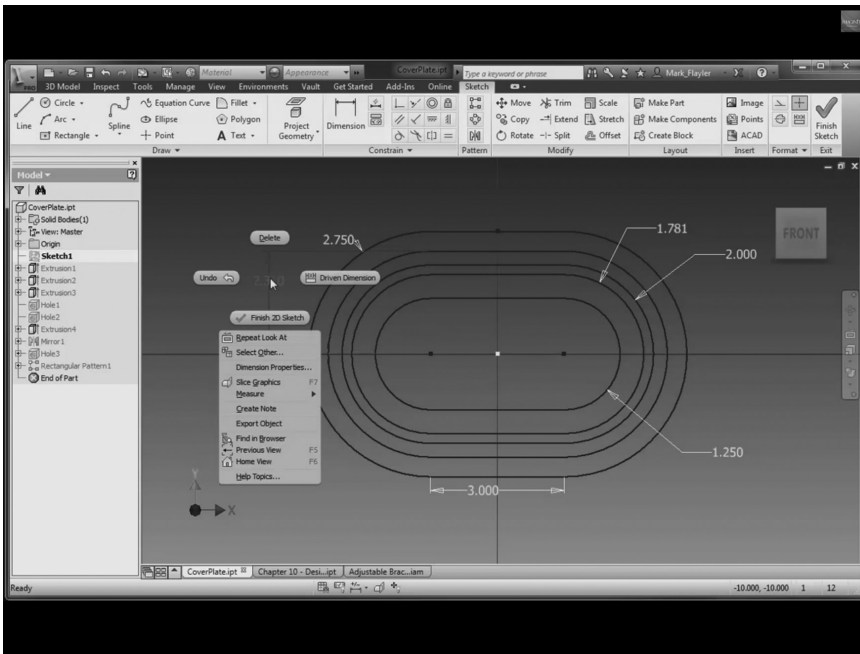 Material
Appearance
CoverPlate.ipt
Type a keyword or phrase
Mark_Flayler
PRO
3D Model Inspect Tools Manage View Environments Vault Get Started Add-Ins Online Sketch
Line
Circle
Arc
Rectangle
Spline
Equation Curve
Ellipse
Point
Fillet
Polygon
A Text
Project Geometry
Dimension
Pattern
Move
Copy
Rotate
Trim
Extend
Split
Scale
Stretch
Offset
Make Part
Make Components
Create Block
Image
Points
ACAD
Finish Sketch
Draw Constrain Pattern Modify Layout Insert Format Exit
Model
CoverPlate.ipt
Solid Bodies(1)
View: Master
Origin
Sketch1
Extrusion1
Extrusion2
Extrusion3
Hole1
Hole2
Extrusion4
Mirror1
Hole3
Rectangular Pattern1
End of Part
Delete
Undo
Driven Dimension
Finish 2D Sketch
Repeat Look At
Select Other...
Dimension Properties...
Slice Graphics F7
Measure
Create Note
Export Object
Find in Browser
Previous View F5
Home View F6
Help Topics...
2.750
1.781
2.000
1.250
3.000
FRONT
Y
X
CoverPlate.ipt Chapter 10 - Desi...ipt Adjustable Brac...iam
Ready
-10.000, -10.000 1 12